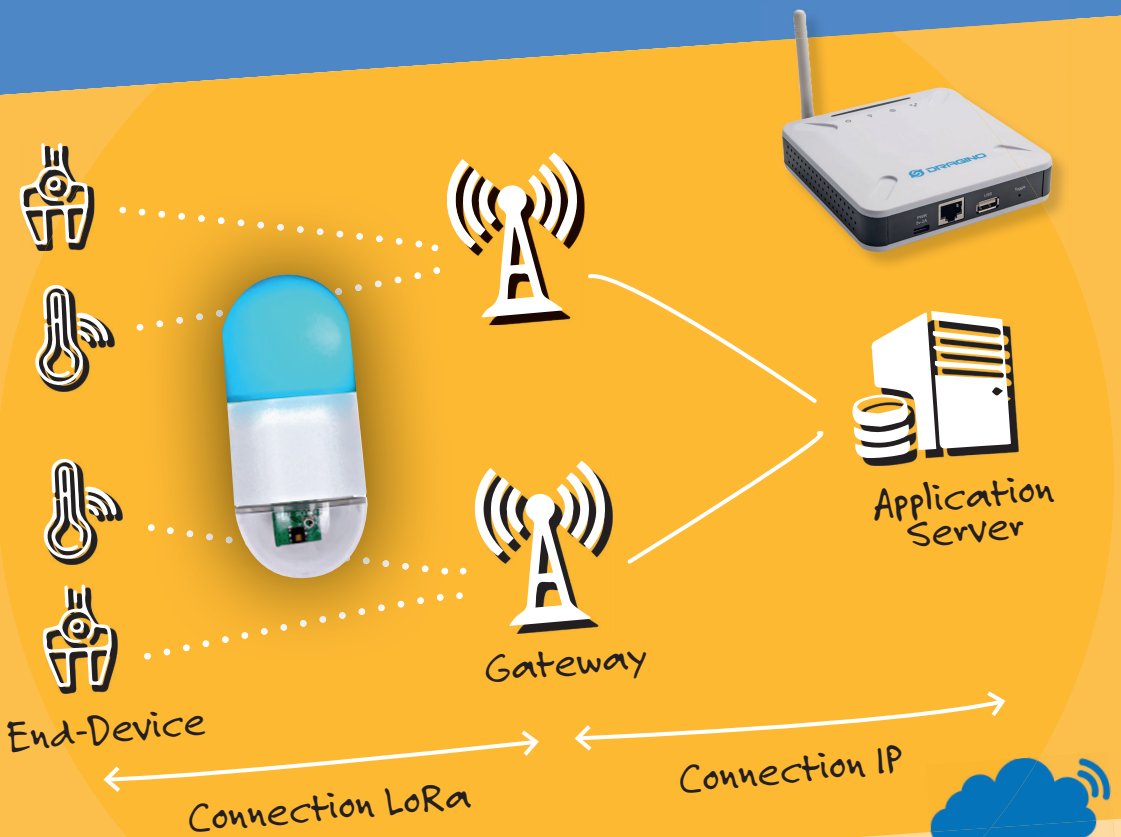 DRAGINO
Application
Server
Gateway
End-Device
Connection LoRa
Connection IP